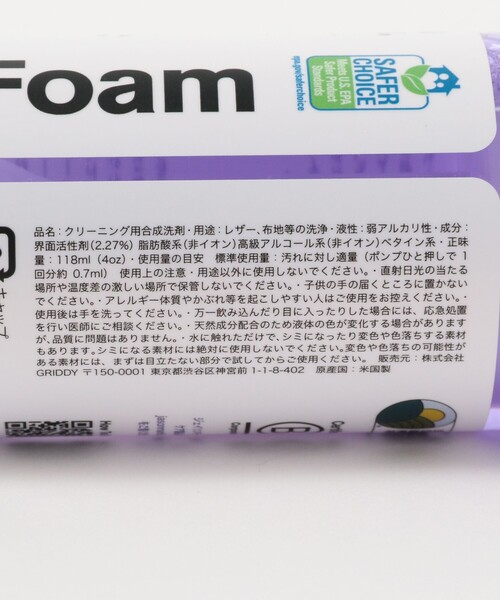 Foam
SAFER
CHOICE
Meets U.S. EPA
Safer Product
Standards
epa.gov/saferchoice
品名:クリーニング用合成洗剤・用途:レザー、布地等の洗浄・液性:弱アルカリ性・成分:
界面活性剤(2.27%) 脂肪酸系(非イオン)高級アルコール系(非イオン)ベタイン系・正味
量:118ml(4oz)・使用量の目安 標準使用量:汚れに対し適量(ポンプひと押しで1
回分約 0.7ml) 使用上の注意・用途以外に使用しないでください。・直射日光の当たる
場所や温度差の激しい場所で保管しないでください。・子供の手の届くところに置かない
でください。・アレルギー体質やかぶれ等を起こしやすい人はご使用をお控えください。・
使用後は手を洗ってください。・万一飲み込んだり目に入ったりした場合には、応急処置
を行い医師にご相談ください。・天然成分配合のため液体の色が変化する場合があります
が、品質に問題はありません。・水に触れただけで、シミになったり変色や色落ちする素材
もあります。シミになる素材には絶対に使用しないでください。変色や色落ちの可能性が
ある素材は、まずは目立たない部分で試してからご使用ください。 販売元:株式会社
GRIDDY 〒150-0001 東京都渋谷区神宮前 1-1-8-402 原産国:米国製
キャップ